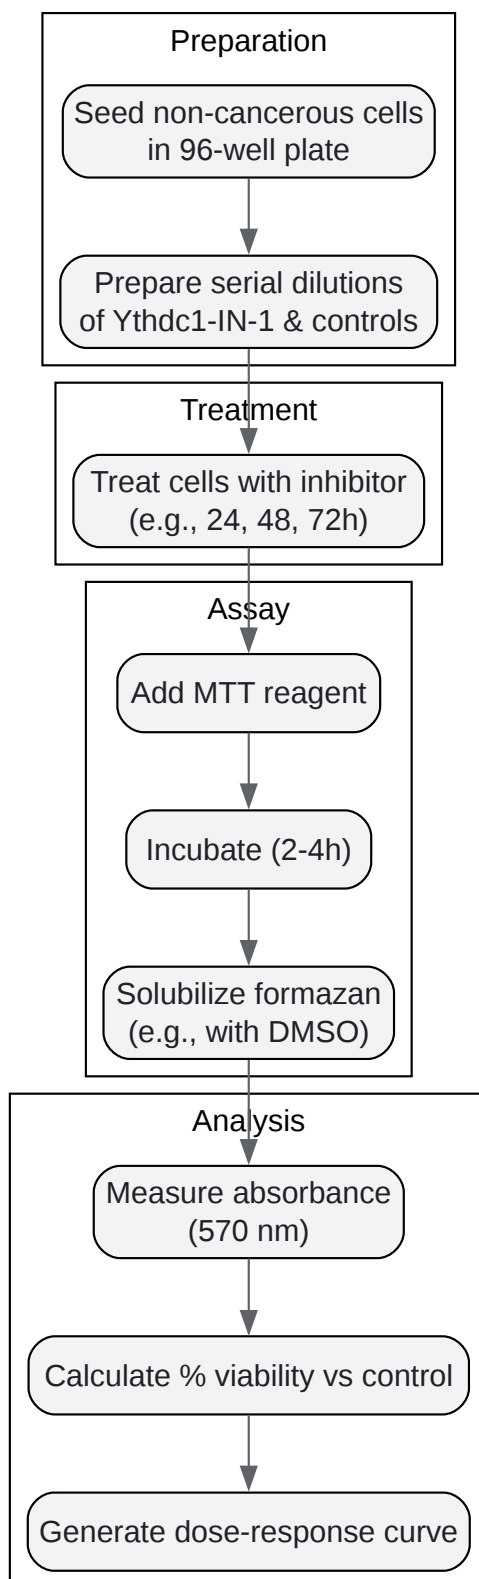 Preparation
Seed non-cancerous cells
in 96-well plate
Prepare serial dilutions
of Ythdc1-IN-1 & controls
Treatment
Treat cells with inhibitor
(e.g., 24, 48, 72h)
Assay
Add MTT reagent
Incubate (2-4h)
Solubilize formazan
(e.g., with DMSO)
Analysis
Measure absorbance
(570 nm)
Calculate % viability vs control
Generate dose-response curve